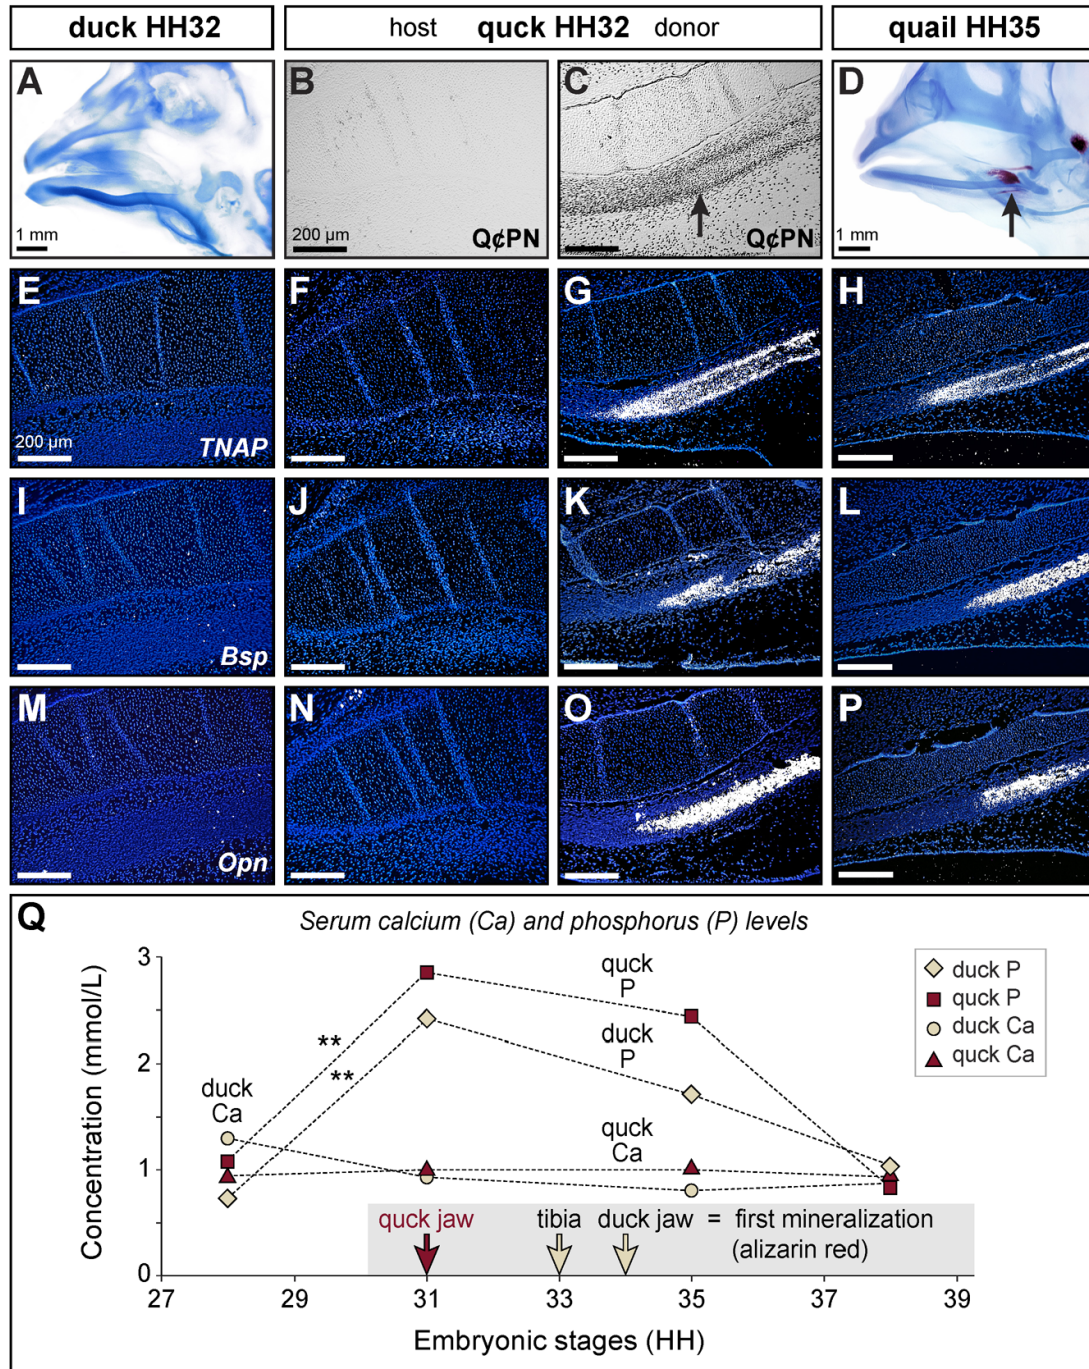 duck HH32
host quck HH32 donor
quail HH35
A
1 mm
B
200 µm
Q¢PN
C
Q¢PN
D
1 mm
E
200 µm
TNAP
F
G
H
I
Bsp
J
K
L
M
Opn
N
O
P
Q
Serum calcium (Ca) and phosphorus (P) levels
Concentration (mmol/L)
3
2
1
0
duck
Ca
**
**
quck
P
duck
P
quck
Ca
duck P
quck P
duck Ca
quck Ca
quck jaw
tibia
duck jaw = first mineralization
(alizarin red)
27 29 31 33 35 37 39
Embryonic stages (HH)